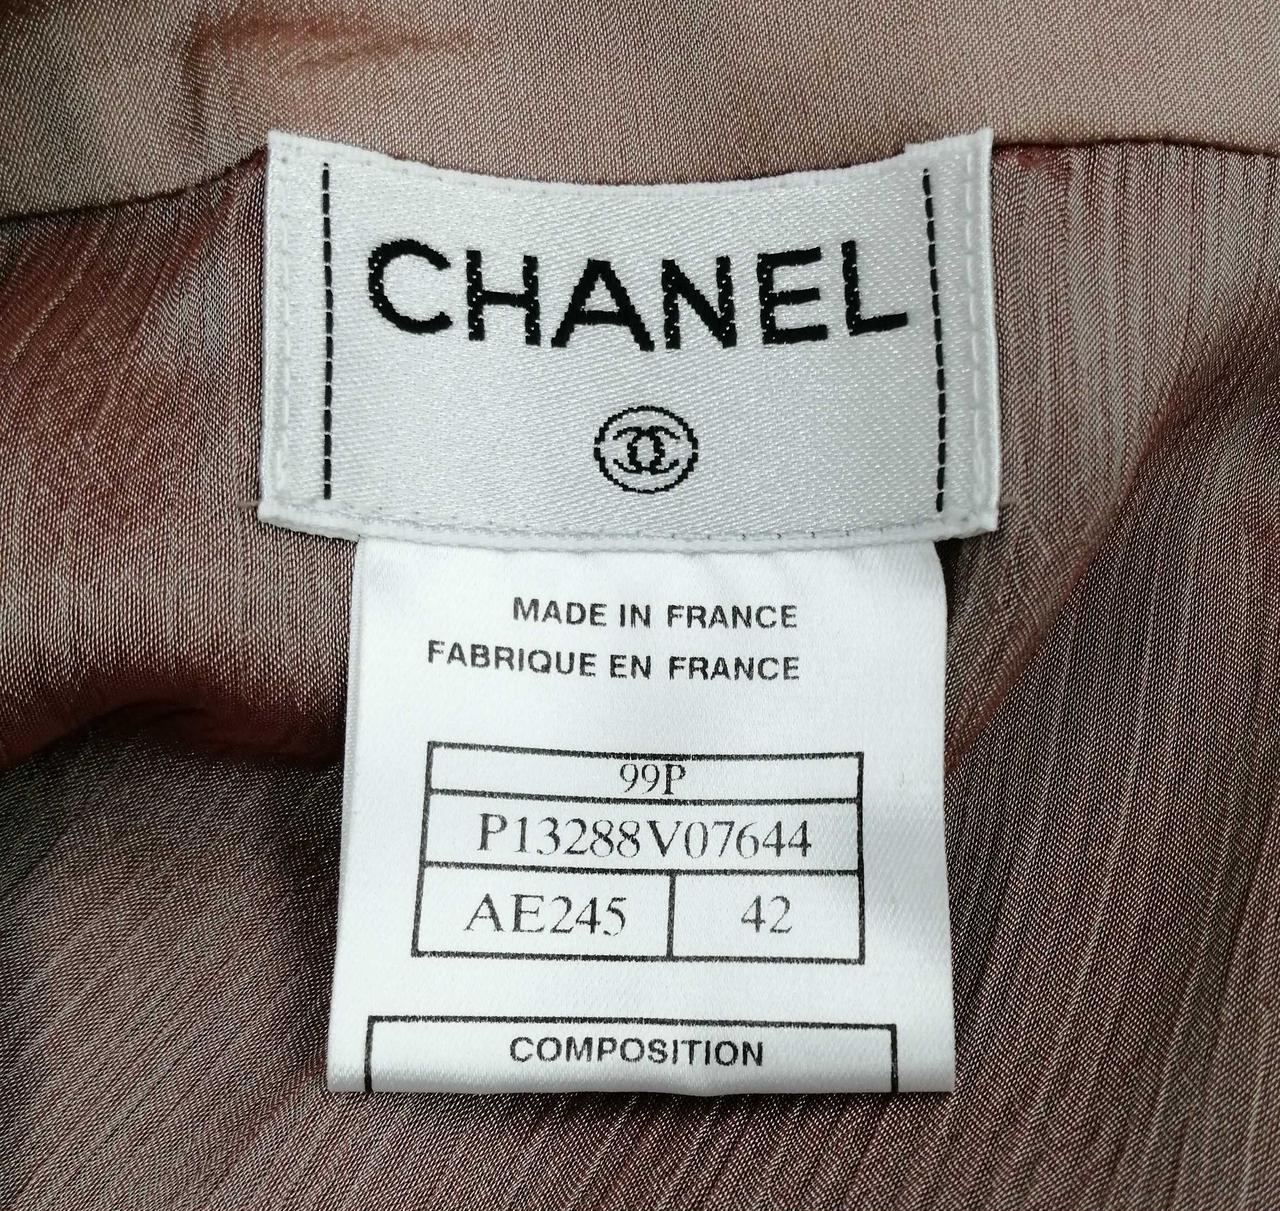 CHANEL
MADE IN FRANCE
FABRIQUE EN FRANCE
99P
P13288V07644
AE245 42
COMPOSITION